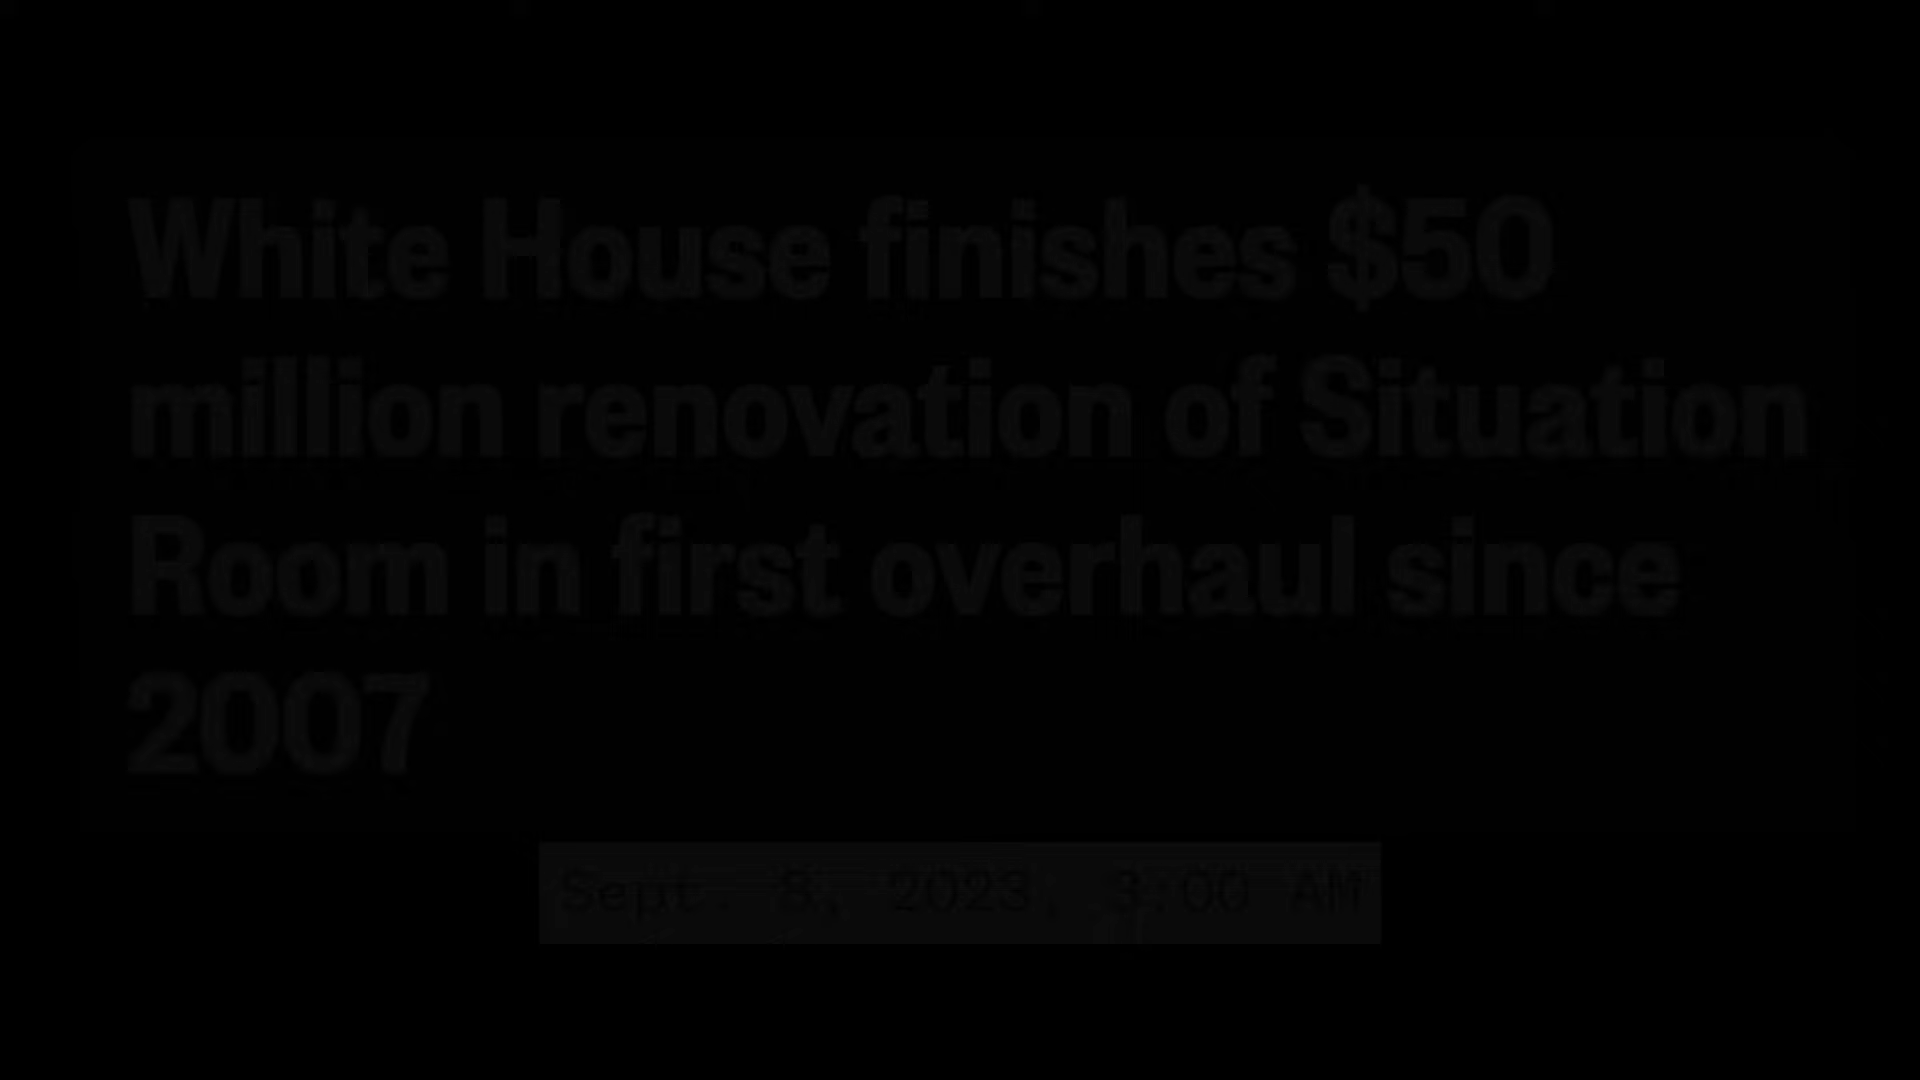 White House finishes $50
million renovation of Situation
Room in first overhaul since
2007
Sept. 8, 2023, 3:00 AM